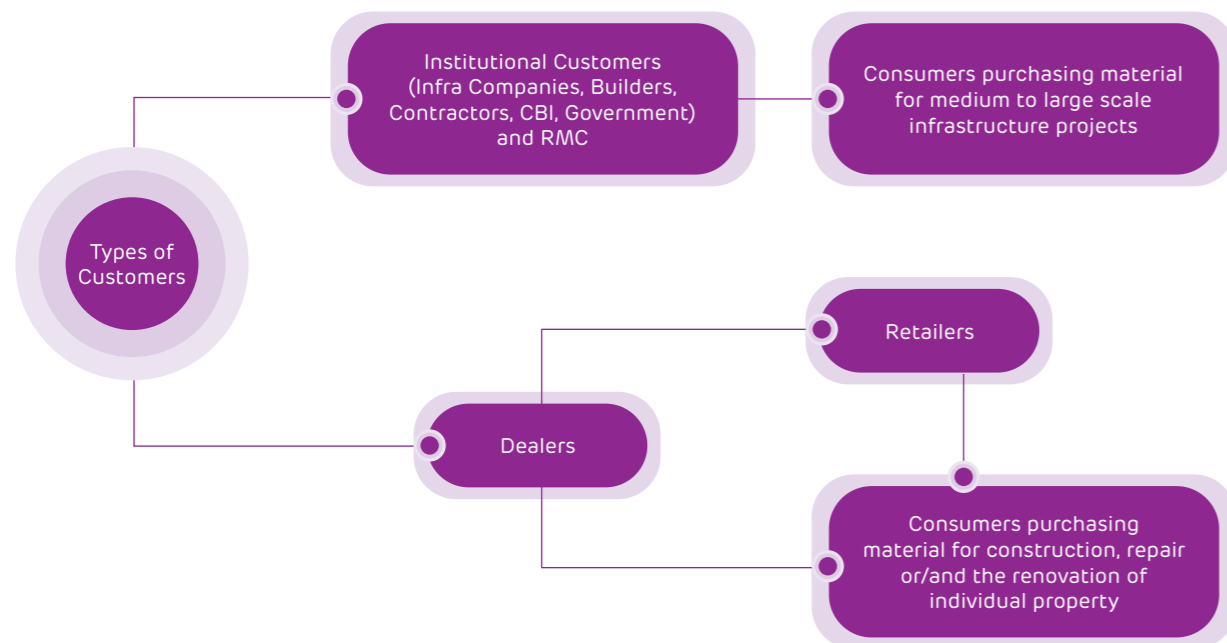 Types of
Customers
Institutional Customers
(Infra Companies, Builders,
Contractors, CBI, Government)
and RMC
Consumers purchasing material
for medium to large scale
infrastructure projects
Dealers
Retailers
Consumers purchasing
material for construction, repair
or/and the renovation of
individual property